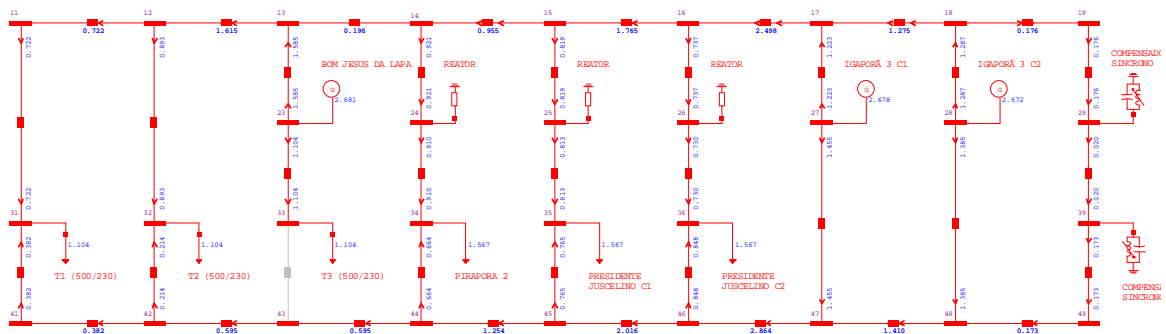 11 12 13 14 15 16 17 18 19
0.722 1.615 0.196 0.955 1.765 2.498 1.275 0.176
0.722 0.893 1.585 0.921 0.819 0.737 1.223 1.287 0.176
BOM JESUS DA LAPA REATOR REATOR REATOR IGAPORÃ 3 C1 IGAPORÃ 3 C2 COMPENSADO
SINCRONO
G G G
1.585 2.681 0.921 0.819 0.737 1.223 2.678 1.287 2.672 0.176
23 24 25 26 27 28 29
1.104 0.910 0.813 0.730 1.455 1.385 0.020
0.722 0.893 1.104 0.910 0.813 0.730 0.020
31 32 33 34 35 36 39
0.382 1.104 0.214 1.104 1.104 0.664 1.567 0.765 1.567 0.848 1.567 0.173
T1 (500/230) T2 (500/230) T3 (500/230) PIRAPORA 2 PRESIDENTE
JUSCELINO C1
PRESIDENTE
JUSCELINO C2
COMPENSA
SINCRONO
0.382 0.214 0.664 0.765 0.848 1.455 1.385 0.173
41 42 43 44 45 46 47 48 49
0.382 0.595 0.595 1.254 2.016 2.864 1.410 0.173